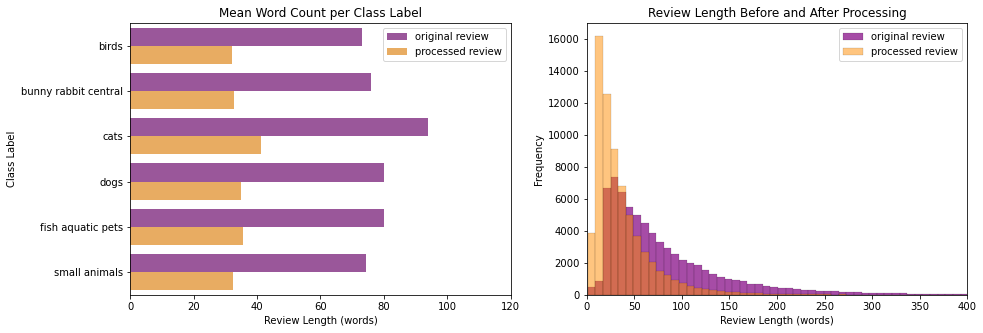 Mean Word Count per Class Label
original review
processed review
Class Label
birds
bunny rabbit central
cats
dogs
fish aquatic pets
small animals
0 20 40 60 80 100 120
Review Length (words)
Review Length Before and After Processing
original review
processed review
Frequency
16000
14000
12000
10000
8000
6000
4000
2000
0
0 50 100 150 200 250 300 350 400
Review Length (words)